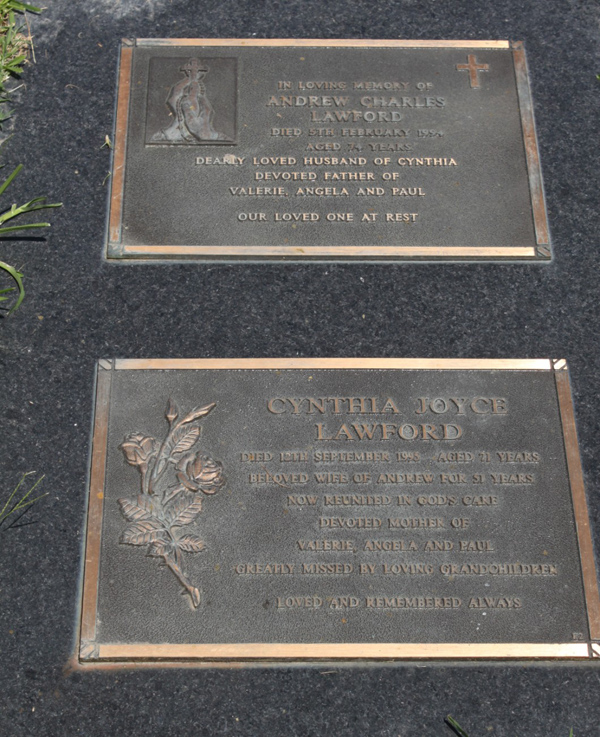 IN LOVING MEMORY OF
ANDREW CHARLES
LAWFORD
DIED 5TH FEBRUARY
AGED 74 YEARS
DEARLY LOVED HUSBAND OF CYNTHIA
DEVOTED FATHER OF
VALERIE, ANGELA AND PAUL
OUR LOVED ONE AT REST
CYNTHIA JOYCE
LAWFORD
DIED 12TH SEPTEMBER AGED 71 YEARS
BELOVED WIFE OF ANDREW FOR 51 YEARS
NOW REUNITED IN GODS CARE
DEVOTED MOTHER OF
VALERIE, ANGELA AND PAUL
GREATLY MISSED BY LOVING GRANDCHILDREN
LOVED AND REMEMBERED ALWAYS